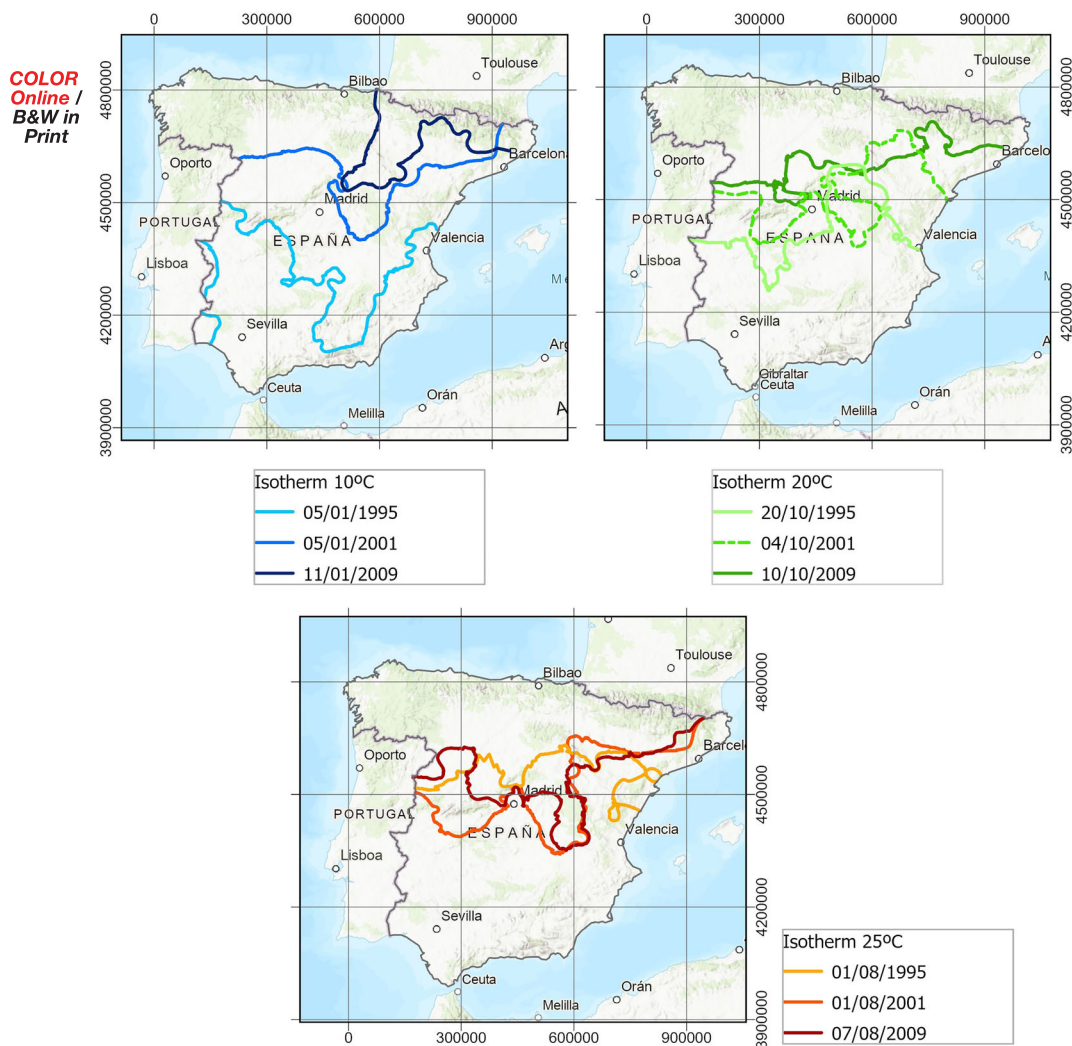 0 300000 600000 900000
0 300000 600000 900000
COLOR
Online /
B&W in
Print
4800000
4500000
4200000
3900000
Toulouse
Bilbao
Oporto
Barcelona
Madrid
PORTUGAL
ESPAÑA
Valencia
Lisboa
Sevilla
Ceuta
Orán
Melilla
Toulouse
Bilbao
Oporto
Barcelo
Madrid
PORTUGAL
ESPAÑA
Valencia
Lisboa
Sevilla
Gibraltar
Ceuta
Orán
Melilla
4800000
4500000
4200000
3900000
Isotherm 10ºC
05/01/1995
05/01/2001
11/01/2009
Isotherm 20ºC
20/10/1995
04/10/2001
10/10/2009
Toulouse
Bilbao
Oporto
Barcel
Madrid
PORTUGAL
ESPAÑA
Valencia
Lisboa
Sevilla
Ceuta
Orán
Melilla
4800000
4500000
4200000
3900000
0 300000 600000 900000
Isotherm 25ºC
01/08/1995
01/08/2001
07/08/2009